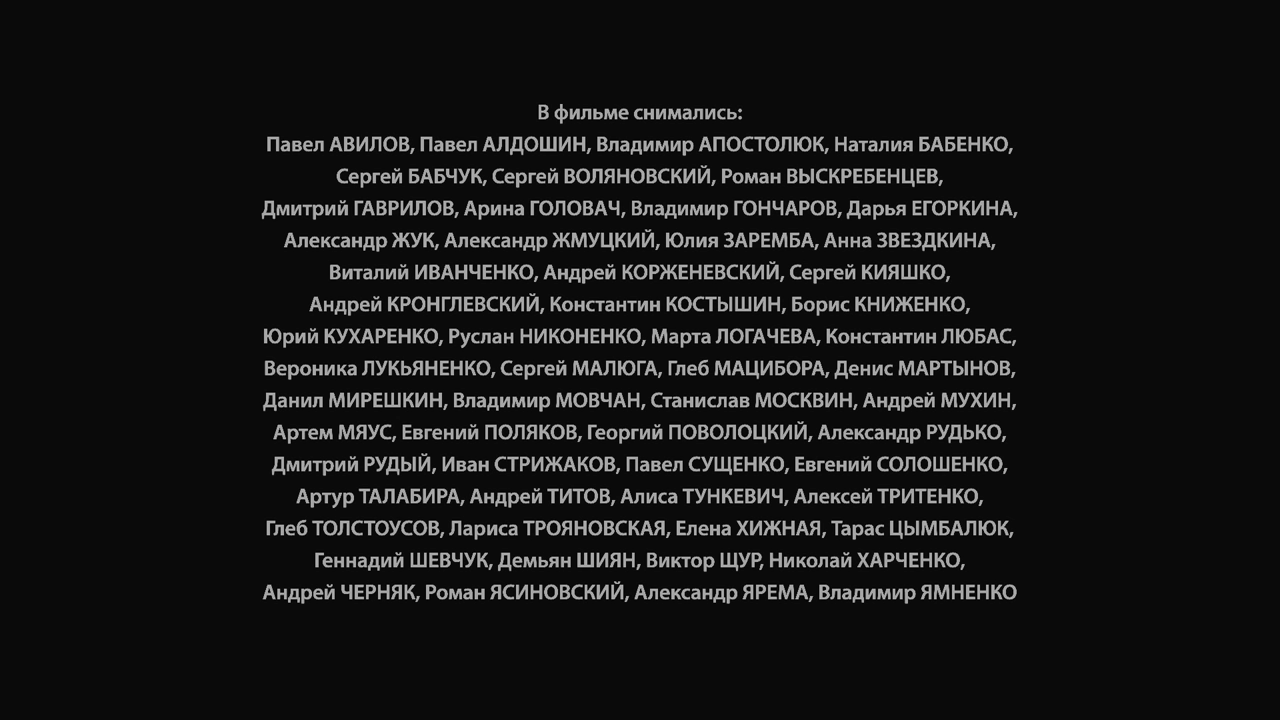 В фильме снимались:
Павел АВИЛОВ, Павел АЛДОШИН, Владимир АПОСТОЛЮК, Наталия БАБЕНКО,
Сергей БАБЧУК, Сергей ВОЛЯНОВСКИЙ, Роман ВЫСКРЕБЕНЦЕВ,
Дмитрий ГАВРИЛОВ, Арина ГОЛОВАЧ, Владимир ГОНЧАРОВ, Дарья ЕГОРКИНА,
Александр ЖУК, Александр ЖМУЦКИЙ, Юлия ЗАРЕМБА, Анна ЗВЕЗДКИНА,
Виталий ИВАНЧЕНКО, Андрей КОРЖЕНЕВСКИЙ, Сергей КИЯШКО,
Андрей КРОНГЛЕВСКИЙ, Константин КОСТЫШИН, Борис КНИЖЕНКО,
Юрий КУХАРЕНКО, Руслан НИКОНЕНКО, Марта ЛОГАЧЕВА, Константин ЛЮБАС,
Вероника ЛУКЬЯНЕНКО, Сергей МАЛЮГА, Глеб МАЦИБОРА, Денис МАРТЫНОВ,
Данил МИРЕШКИН, Владимир МОВЧАН, Станислав МОСКВИН, Андрей МУХИН,
Артем МЯУС, Евгений ПОЛЯКОВ, Георгий ПОВОЛОЦКИЙ, Александр РУДЬКО,
Дмитрий РУДЫЙ, Иван СТРИЖАКОВ, Павел СУЩЕНКО, Евгений СОЛОШЕНКО,
Артур ТАЛАБИРА, Андрей ТИТОВ, Алиса ТУНКЕВИЧ, Алексей ТРИТЕНКО,
Глеб ТОЛСТОУСОВ, Лариса ТРОЯНОВСКАЯ, Елена ХИЖНАЯ, Тарас ЦЫМБАЛЮК,
Геннадий ШЕВЧУК, Демьян ШИЯН, Виктор ЩУР, Николай ХАРЧЕНКО,
Андрей ЧЕРНЯК, Роман ЯСИНОВСКИЙ, Александр ЯРЕМА, Владимир ЯМНЕНКО